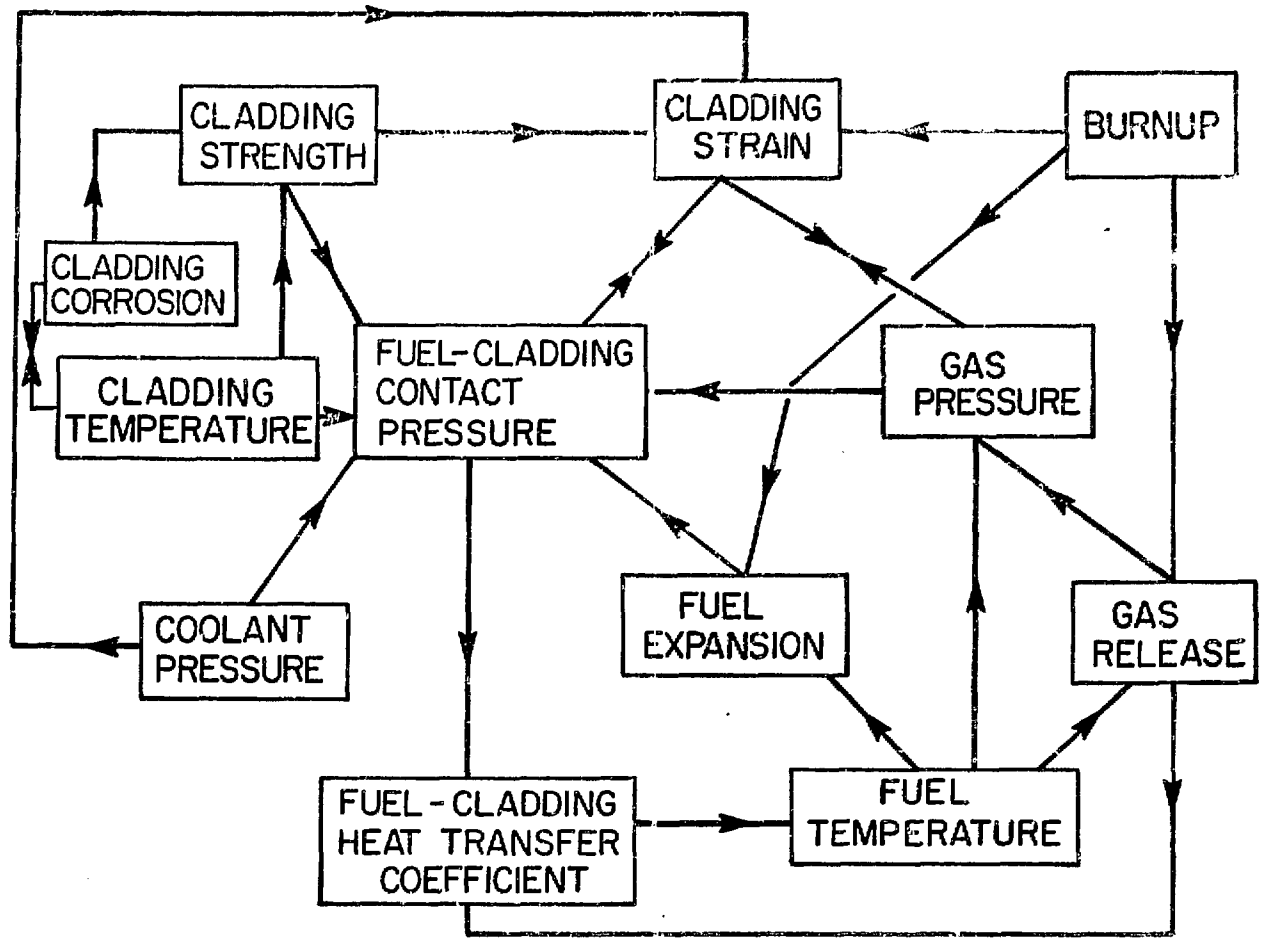 CLADDING
STRENGTH
CLADDING
STRAIN
BURNUP
CLADDING
CORROSION
CLADDING
TEMPERATURE
FUEL-CLADDING
CONTACT
PRESSURE
GAS
PRESSURE
COOLANT
PRESSURE
FUEL
EXPANSION
GAS
RELEASE
FUEL-CLADDING
HEAT TRANSFER
COEFFICIENT
FUEL
TEMPERATURE